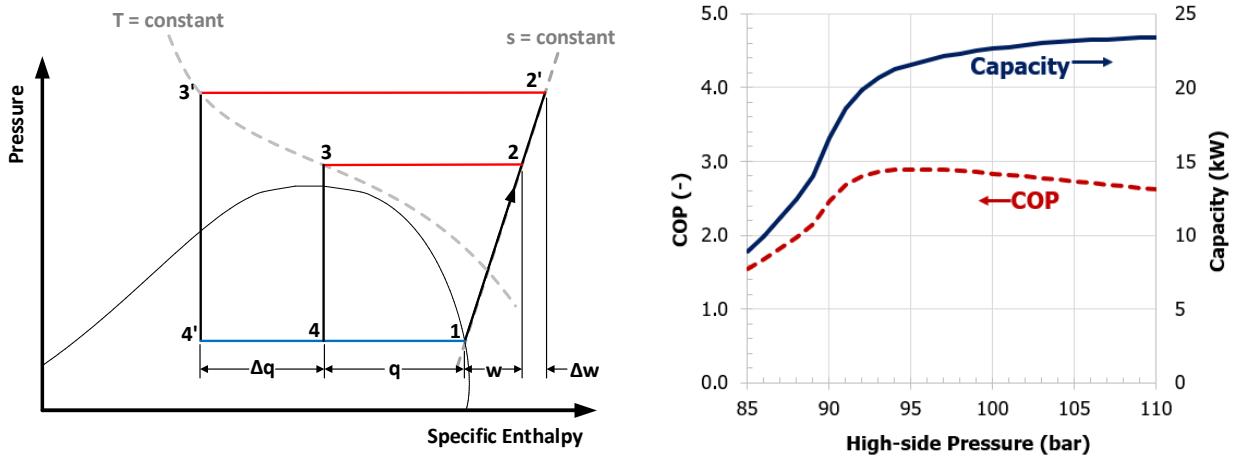 T = constant
s = constant
3'
2'
3
2
4'
4
1
Δq
q
w
Δw
Pressure
Specific Enthalpy
5.0
4.0
3.0
2.0
1.0
0.0
COP (-)
Capacity
COP
25
20
15
10
5
0
Capacity (kW)
85
90
95
100
105
110
High-side Pressure (bar)